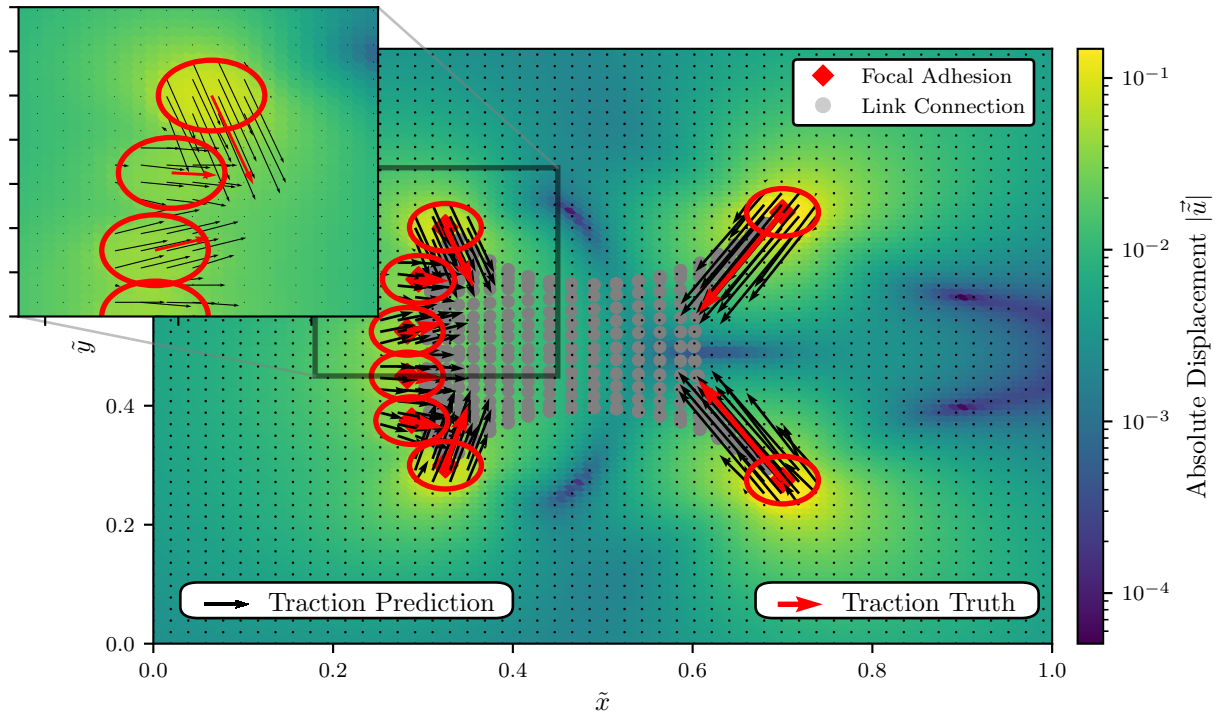 Focal Adhesion
Link Connection
ỹ
0.4
0.2
0.0
Traction Prediction
Traction Truth
0.0 0.2 0.4 0.6 0.8 1.0
x̃
10⁻¹
10⁻²
10⁻³
10⁻⁴
Absolute Displacement |ũ⃗|